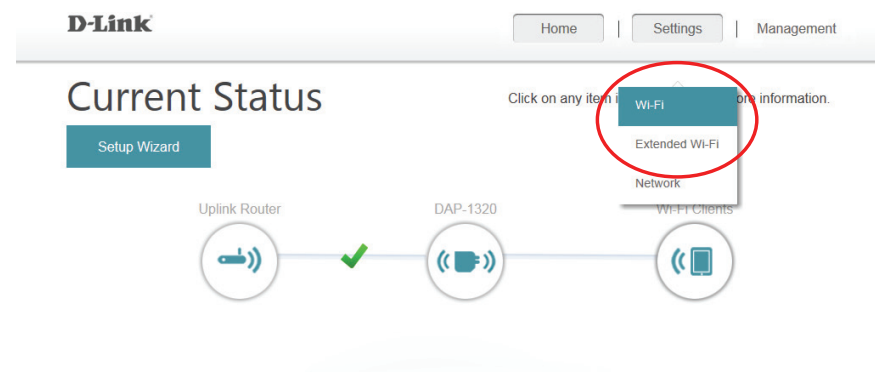 D-Link
Home | Settings | Management
Current Status
Click on any item i
ore information.
Wi-Fi
Setup Wizard
Extended Wi-Fi
Network
Uplink Router
DAP-1320
Wi-Fi Clients